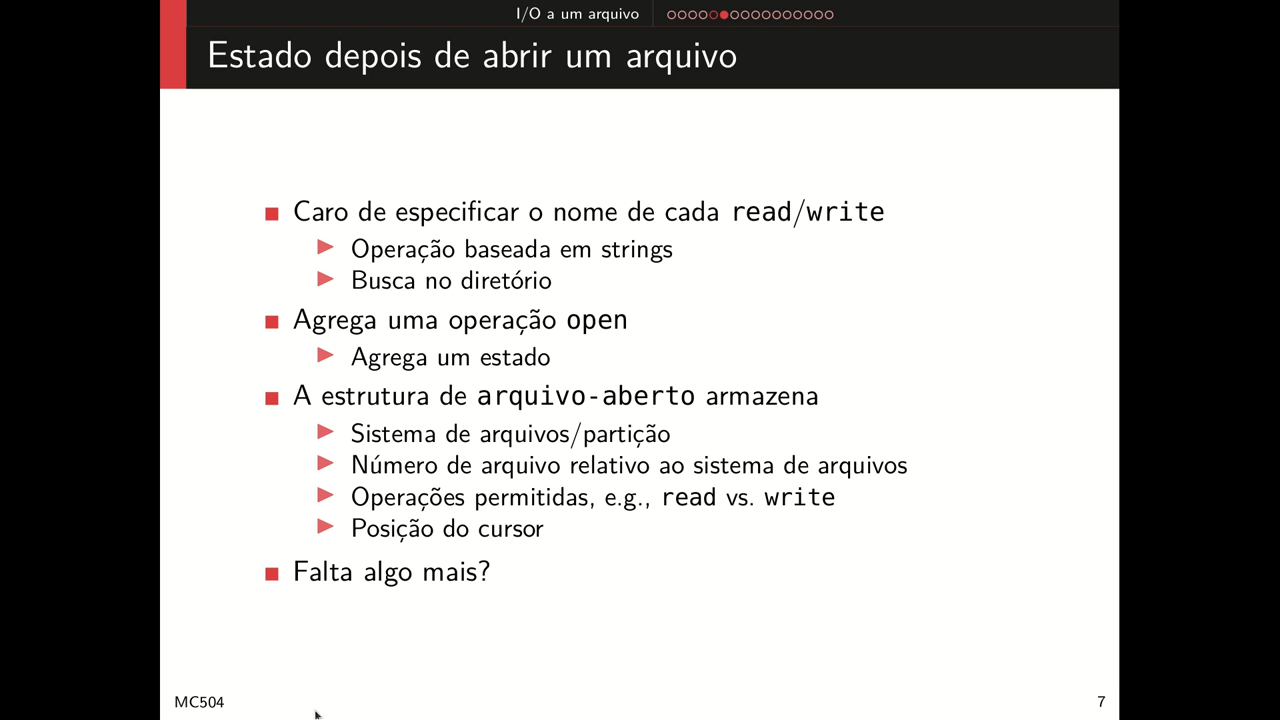 I/O a um arquivo
Estado depois de abrir um arquivo
Caro de especificar o nome de cada read/write
Operação baseada em strings
Busca no diretório
Agrega uma operação open
Agrega um estado
A estrutura de arquivo-aberto armazena
Sistema de arquivos/partição
Número de arquivo relativo ao sistema de arquivos
Operações permitidas, e.g., read vs. write
Posição do cursor
Falta algo mais?
MC504
7